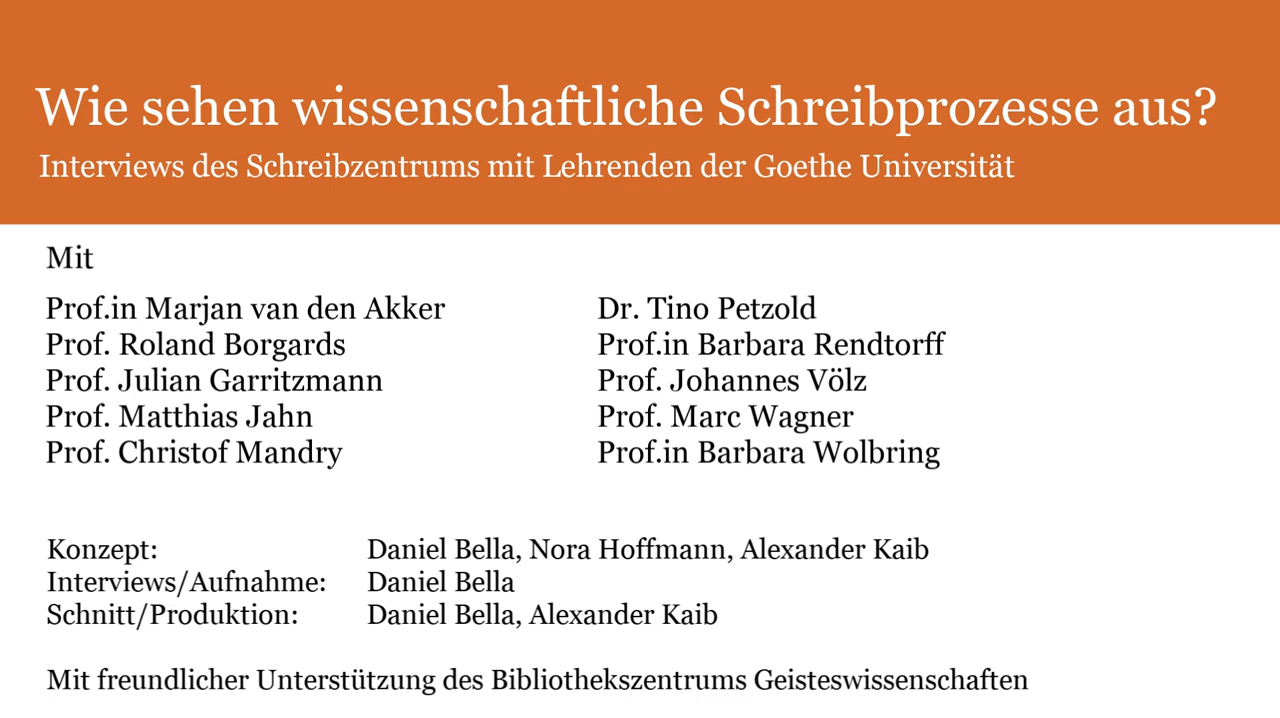 Wie sehen wissenschaftliche Schreibprozesse aus?
Interviews des Schreibzentrums mit Lehrenden der Goethe Universität
Mit
Prof.in Marjan van den Akker
Prof. Roland Borgards
Prof. Julian Garritzmann
Prof. Matthias Jahn
Prof. Christof Mandry
Dr. Tino Petzold
Prof.in Barbara Rendtorff
Prof. Johannes Völz
Prof. Marc Wagner
Prof.in Barbara Wolbring
Konzept: Daniel Bella, Nora Hoffmann, Alexander Kaib
Interviews/Aufnahme: Daniel Bella
Schnitt/Produktion: Daniel Bella, Alexander Kaib
Mit freundlicher Unterstützung des Bibliothekszentrums Geisteswissenschaften